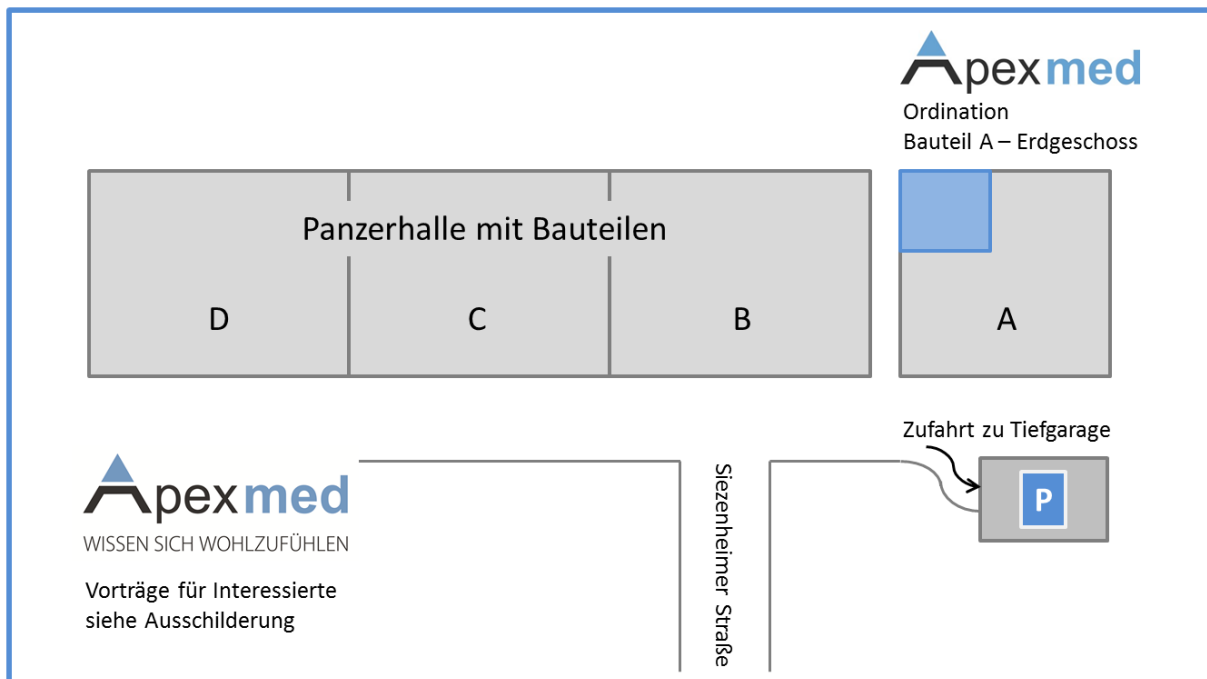 Apexmed
Ordination
Bauteil A – Erdgeschoss
Panzerhalle mit Bauteilen
D
C
B
A
Zufahrt zu Tiefgarage
P
Siezenheimer Straße
Apexmed
WISSEN SICH WOHLZUFÜHLEN
Vorträge für Interessierte
siehe Ausschilderung